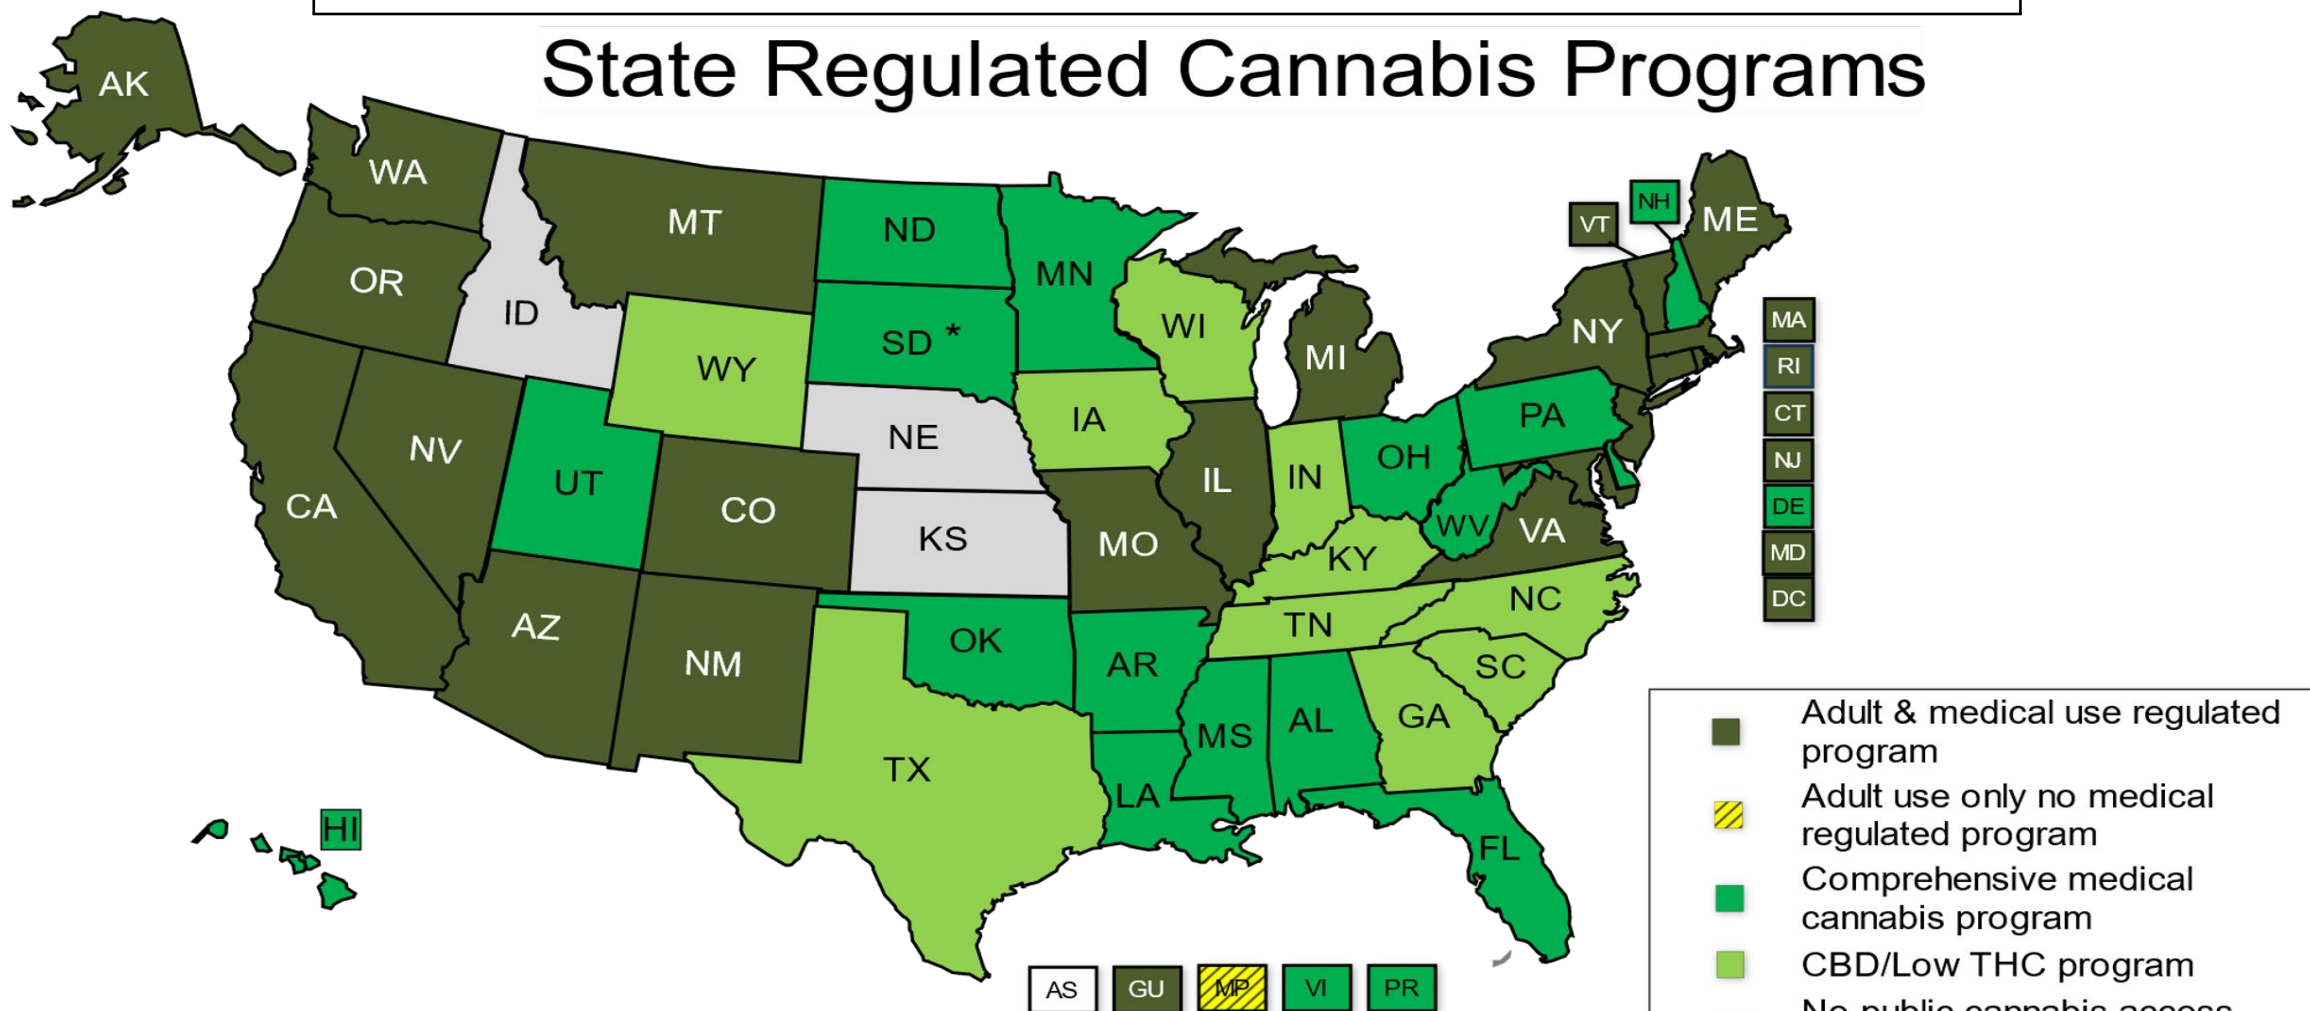 State Regulated Cannabis Programs
AK
WA
MT
ND
MN
OR
ID
WY
SD *
WI
MI
VT
NH
ME
NY
MA
RI
CT
NJ
DE
MD
DC
NV
UT
CA
CO
NE
IA
IL
IN
OH
PA
KS
MO
KY
WV
VA
AZ
NM
OK
AR
TN
NC
SC
TX
LA
MS
AL
GA
FL
HI
AS
GU
MP
VI
PR
Adult & medical use regulated
program
Adult use only no medical
regulated program
Comprehensive medical
cannabis program
CBD/Low THC program
No public cannabis access